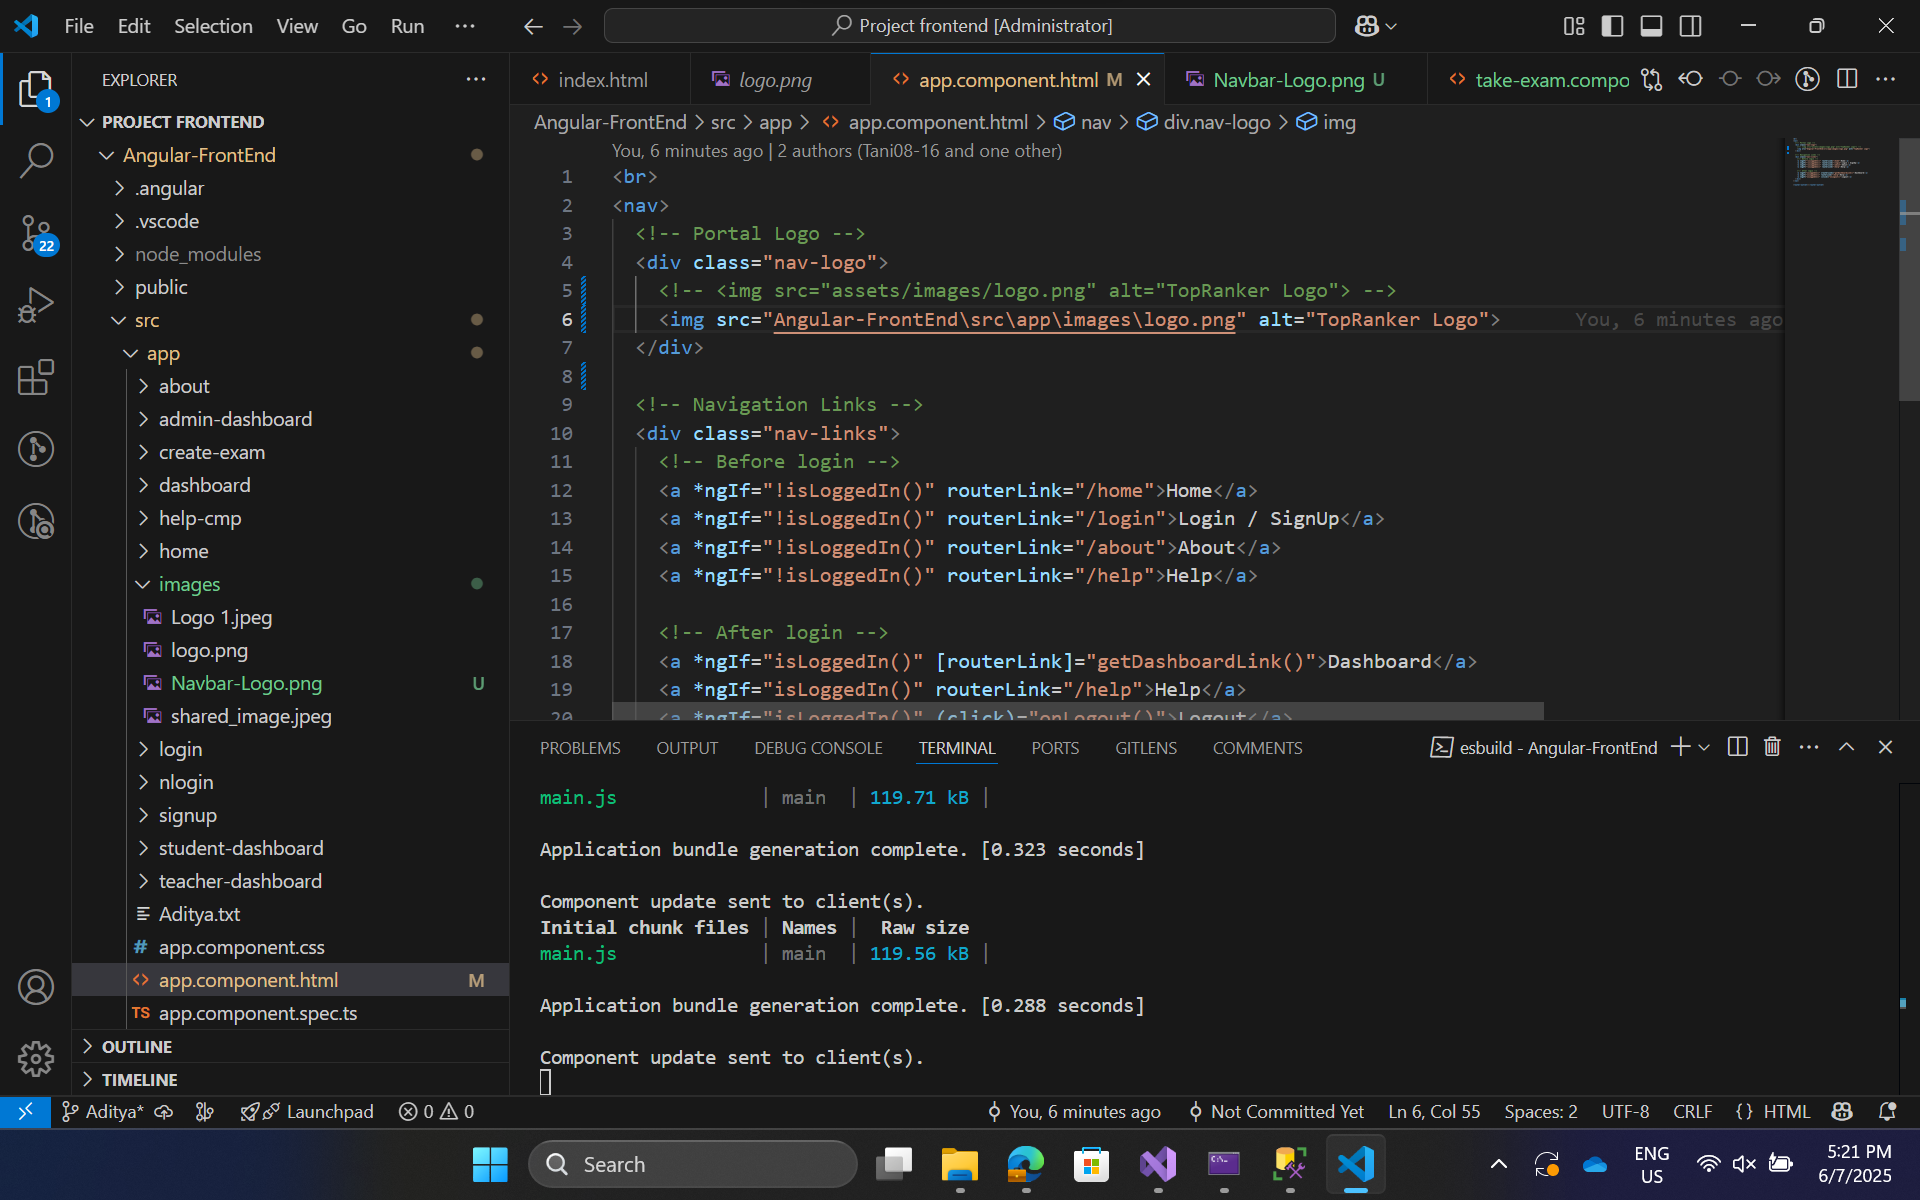 File Edit Selection View Go Run ··· Project frontend [Administrator]
EXPLORER
PROJECT FRONTEND
Angular-FrontEnd
.angular
.vscode
node_modules
public
src
app
about
admin-dashboard
create-exam
dashboard
help-cmp
home
images
Logo 1.jpeg
logo.png
Navbar-Logo.png U
shared_image.jpeg
login
nlogin
signup
student-dashboard
teacher-dashboard
Aditya.txt
# app.component.css
<> app.component.html M
TS app.component.spec.ts
OUTLINE
TIMELINE
1
22
<> index.html logo.png <> app.component.html M Navbar-Logo.png U <> take-exam.compo
Angular-FrontEnd > src > app > <> app.component.html > nav > div.nav-logo > img
You, 6 minutes ago | 2 authors (Tani08-16 and one other)
1 <br>
2 <nav>
3 <!-- Portal Logo -->
4 <div class="nav-logo">
5 <!-- <img src="assets/images/logo.png" alt="TopRanker Logo"> -->
6 <img src="Angular-FrontEnd\src\app\images\logo.png" alt="TopRanker Logo"> You, 6 minutes ago
7 </div>
8
9 <!-- Navigation Links -->
10 <div class="nav-links">
11 <!-- Before login -->
12 <a *ngIf="!isLoggedIn()" routerLink="/home">Home</a>
13 <a *ngIf="!isLoggedIn()" routerLink="/login">Login / SignUp</a>
14 <a *ngIf="!isLoggedIn()" routerLink="/about">About</a>
15 <a *ngIf="!isLoggedIn()" routerLink="/help">Help</a>
16
17 <!-- After login -->
18 <a *ngIf="isLoggedIn()" [routerLink]="getDashboardLink()">Dashboard</a>
19 <a *ngIf="isLoggedIn()" routerLink="/help">Help</a>
20 <a *ngIf="isLoggedIn()" (click)="onLogout()">Logout</a>
PROBLEMS OUTPUT DEBUG CONSOLE TERMINAL PORTS GITLENS COMMENTS esbuild - Angular-FrontEnd
main.js | main | 119.71 kB |
Application bundle generation complete. [0.323 seconds]
Component update sent to client(s).
Initial chunk files | Names | Raw size
main.js | main | 119.56 kB |
Application bundle generation complete. [0.288 seconds]
Component update sent to client(s).
Aditya* Launchpad 0 0 You, 6 minutes ago Not Committed Yet Ln 6, Col 55 Spaces: 2 UTF-8 CRLF {} HTML
Search
ENG
US
5:21 PM
6/7/2025